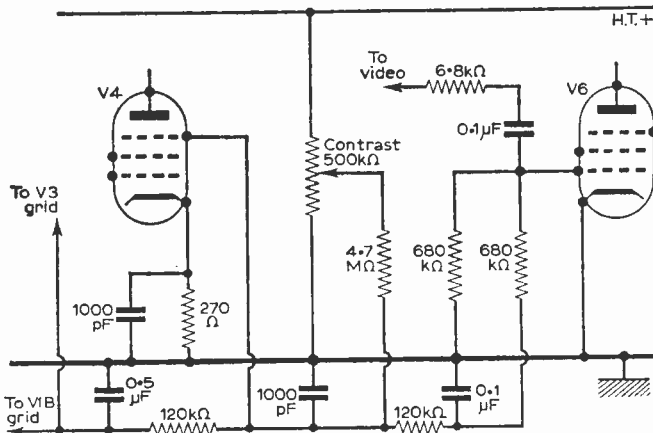 H.T.+
To video
6·8kΩ
V4
V6
0·1μF
Contrast
500kΩ
To V3
grid
4·7
MΩ
680
kΩ
680
kΩ
1000
pF
270
Ω
To V1B
grid
0·5
μF
120kΩ
1000
pF
120kΩ
0·1
μF